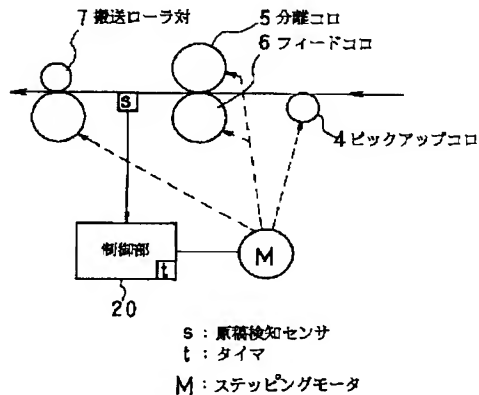 7 搬送ローラ対
5 分離コロ
6 フィードコロ
S
4 ピックアップコロ
制御部
t
M
20
S : 原稿検知センサ
t : タイマ
M : ステッピングモータ